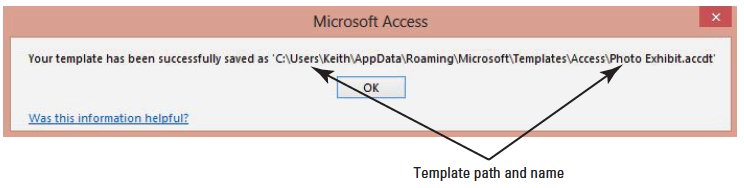 Microsoft Access
x
Your template has been successfully saved as 'C:\Users\Keith\AppData\Roaming\Microsoft\Templates\Access\Photo Exhibit.accdt'
OK
Was this information helpful?
Template path and name